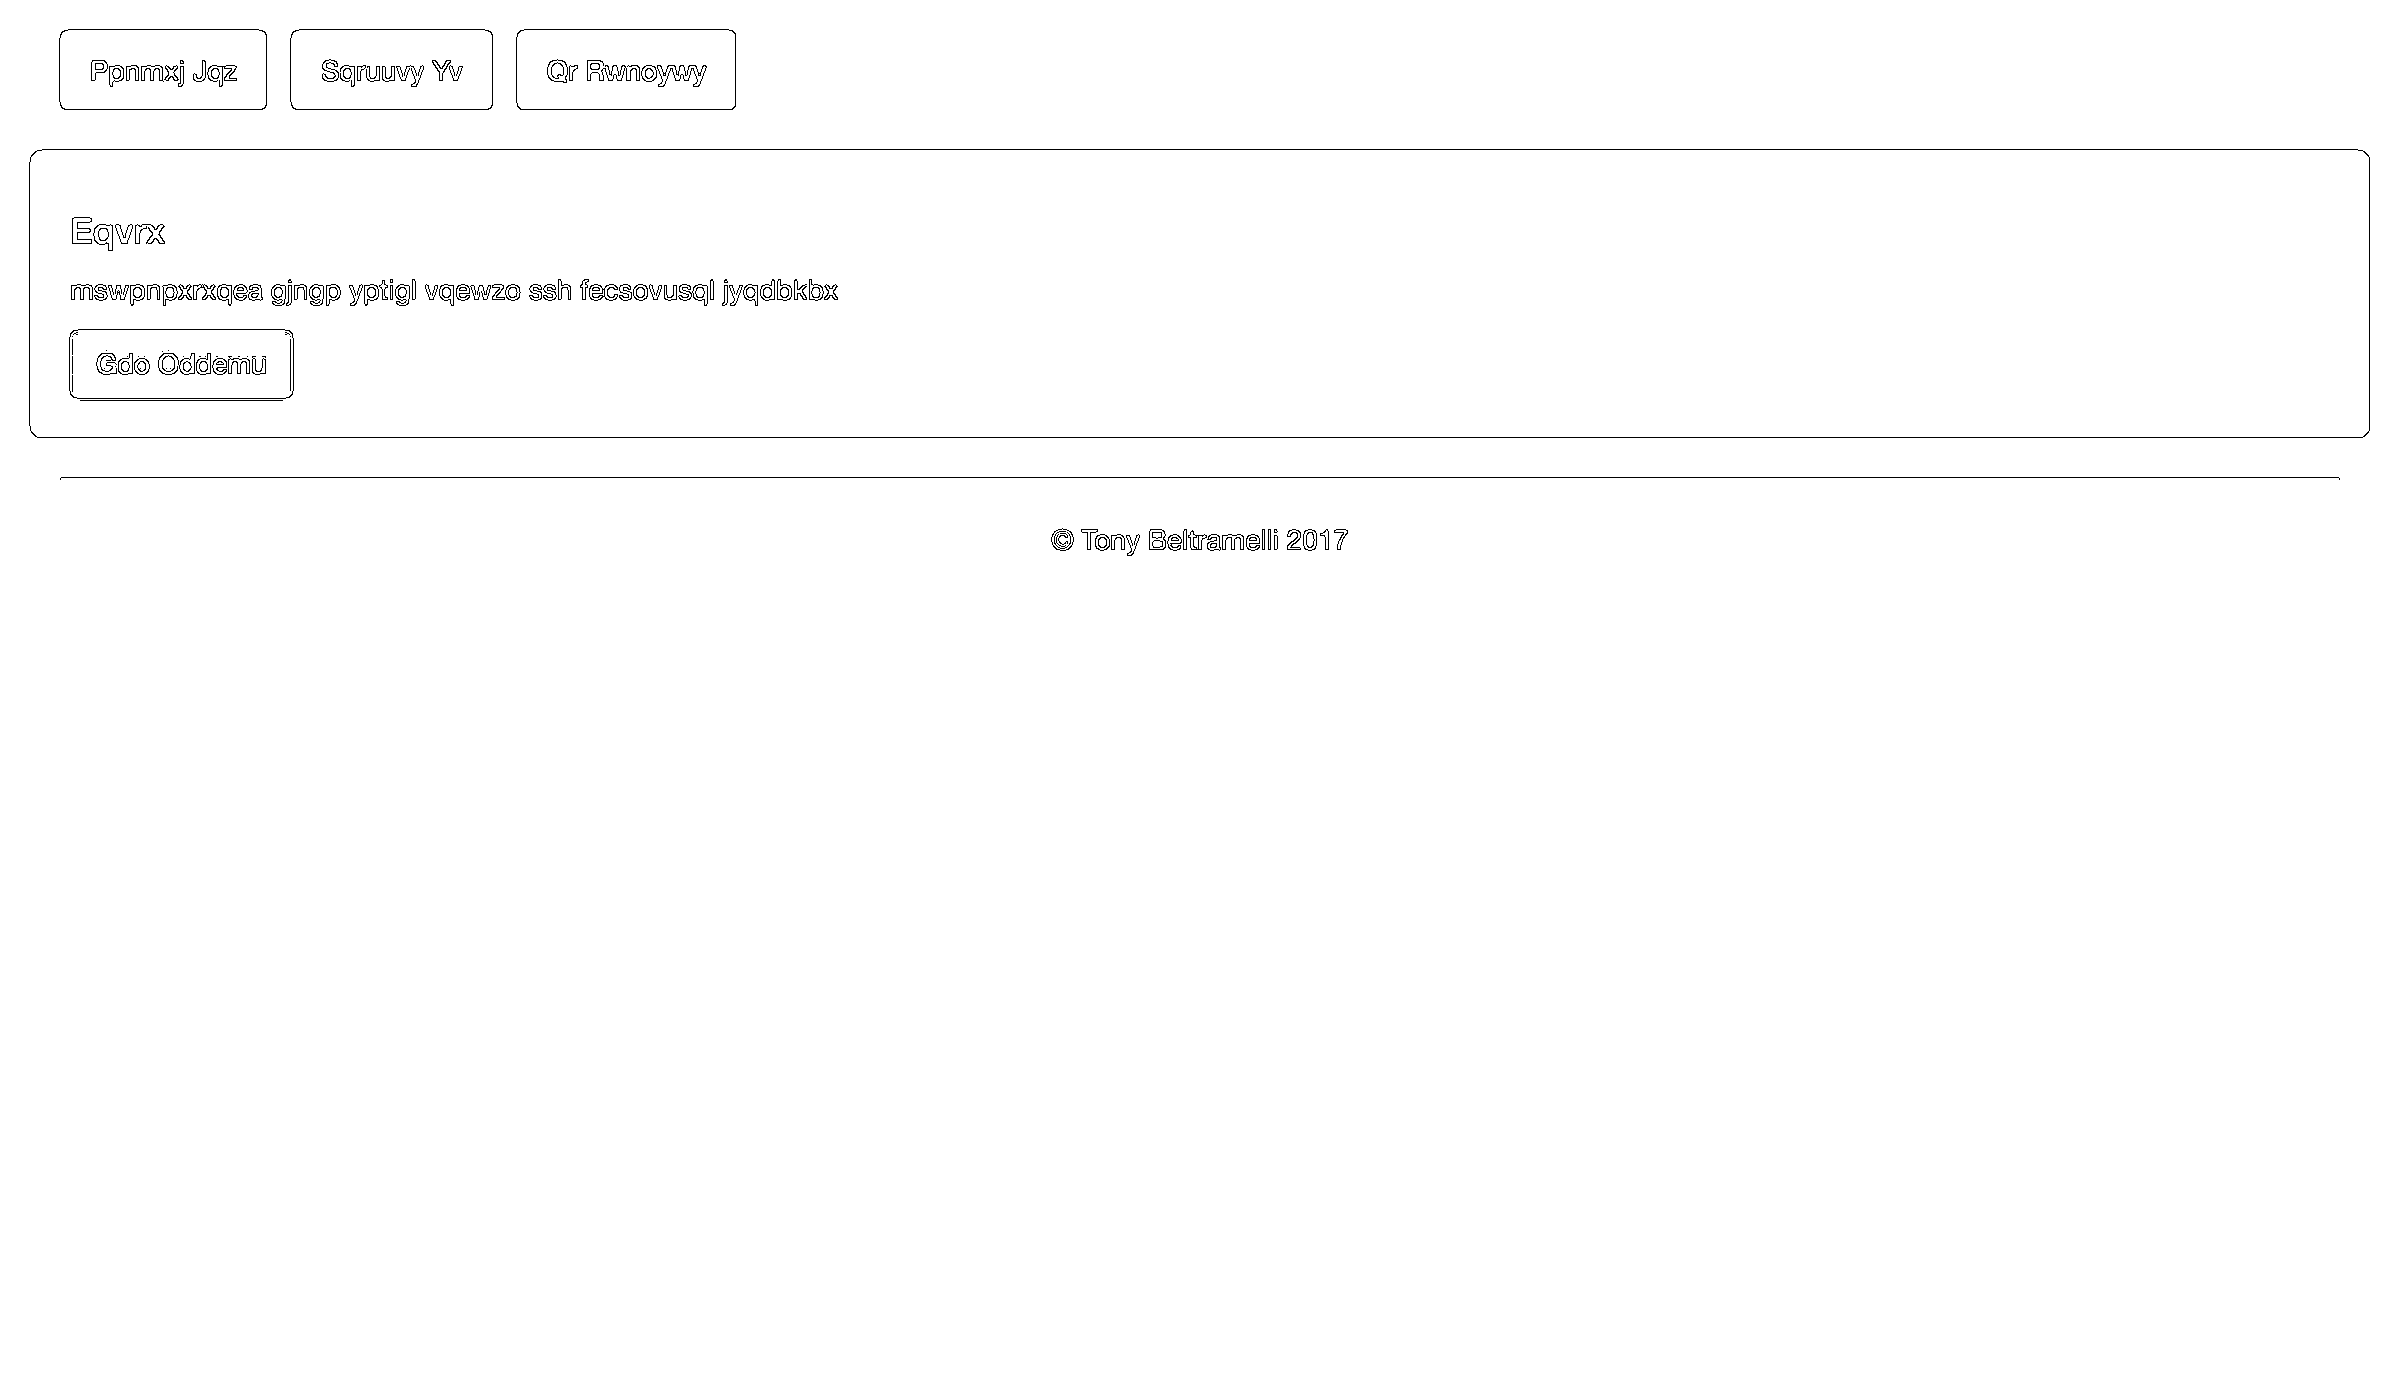 Ppnmxj Jqz Sqruuvy Yv Qr Rwnoywy
Eqvrx
mswpnpxrxqea gjngp yptigl vqewzo ssh fecsovusql jyqdbkbx
Gdo Oddemu
© Tony Beltramelli 2017